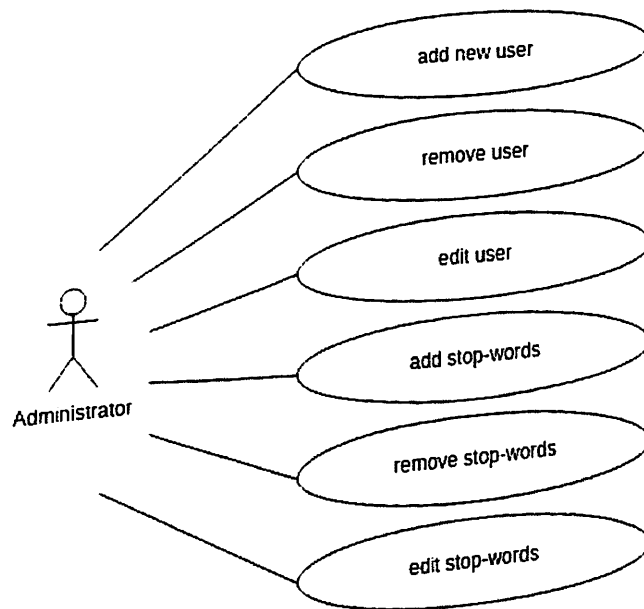 add new user
remove user
edit user
add stop-words
Administrator
remove stop-words
edit stop-words